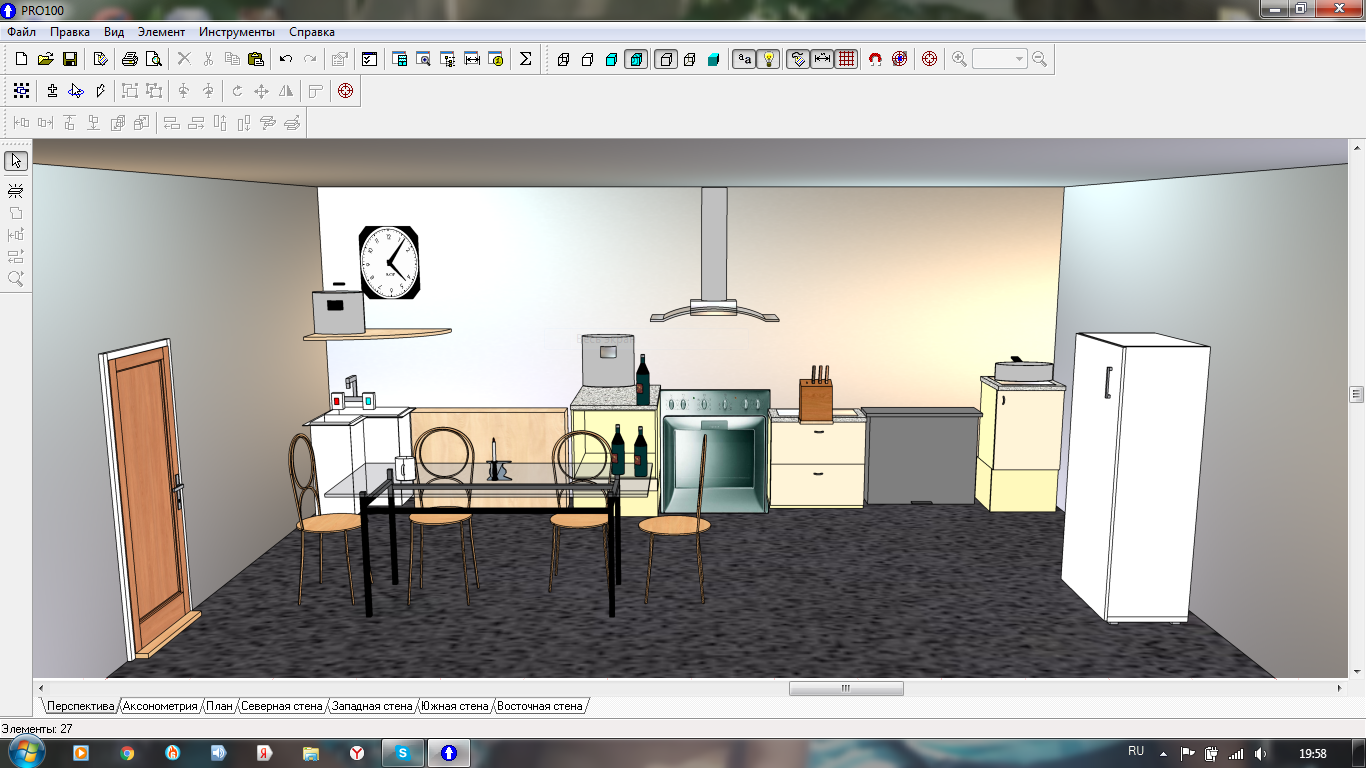 PRO100
Файл Правка Вид Элемент Инструменты Справка
Перспектива Аксонометрия План Северная стена Западная стена Южная стена Восточная стена
Элементы: 27
RU 19:58